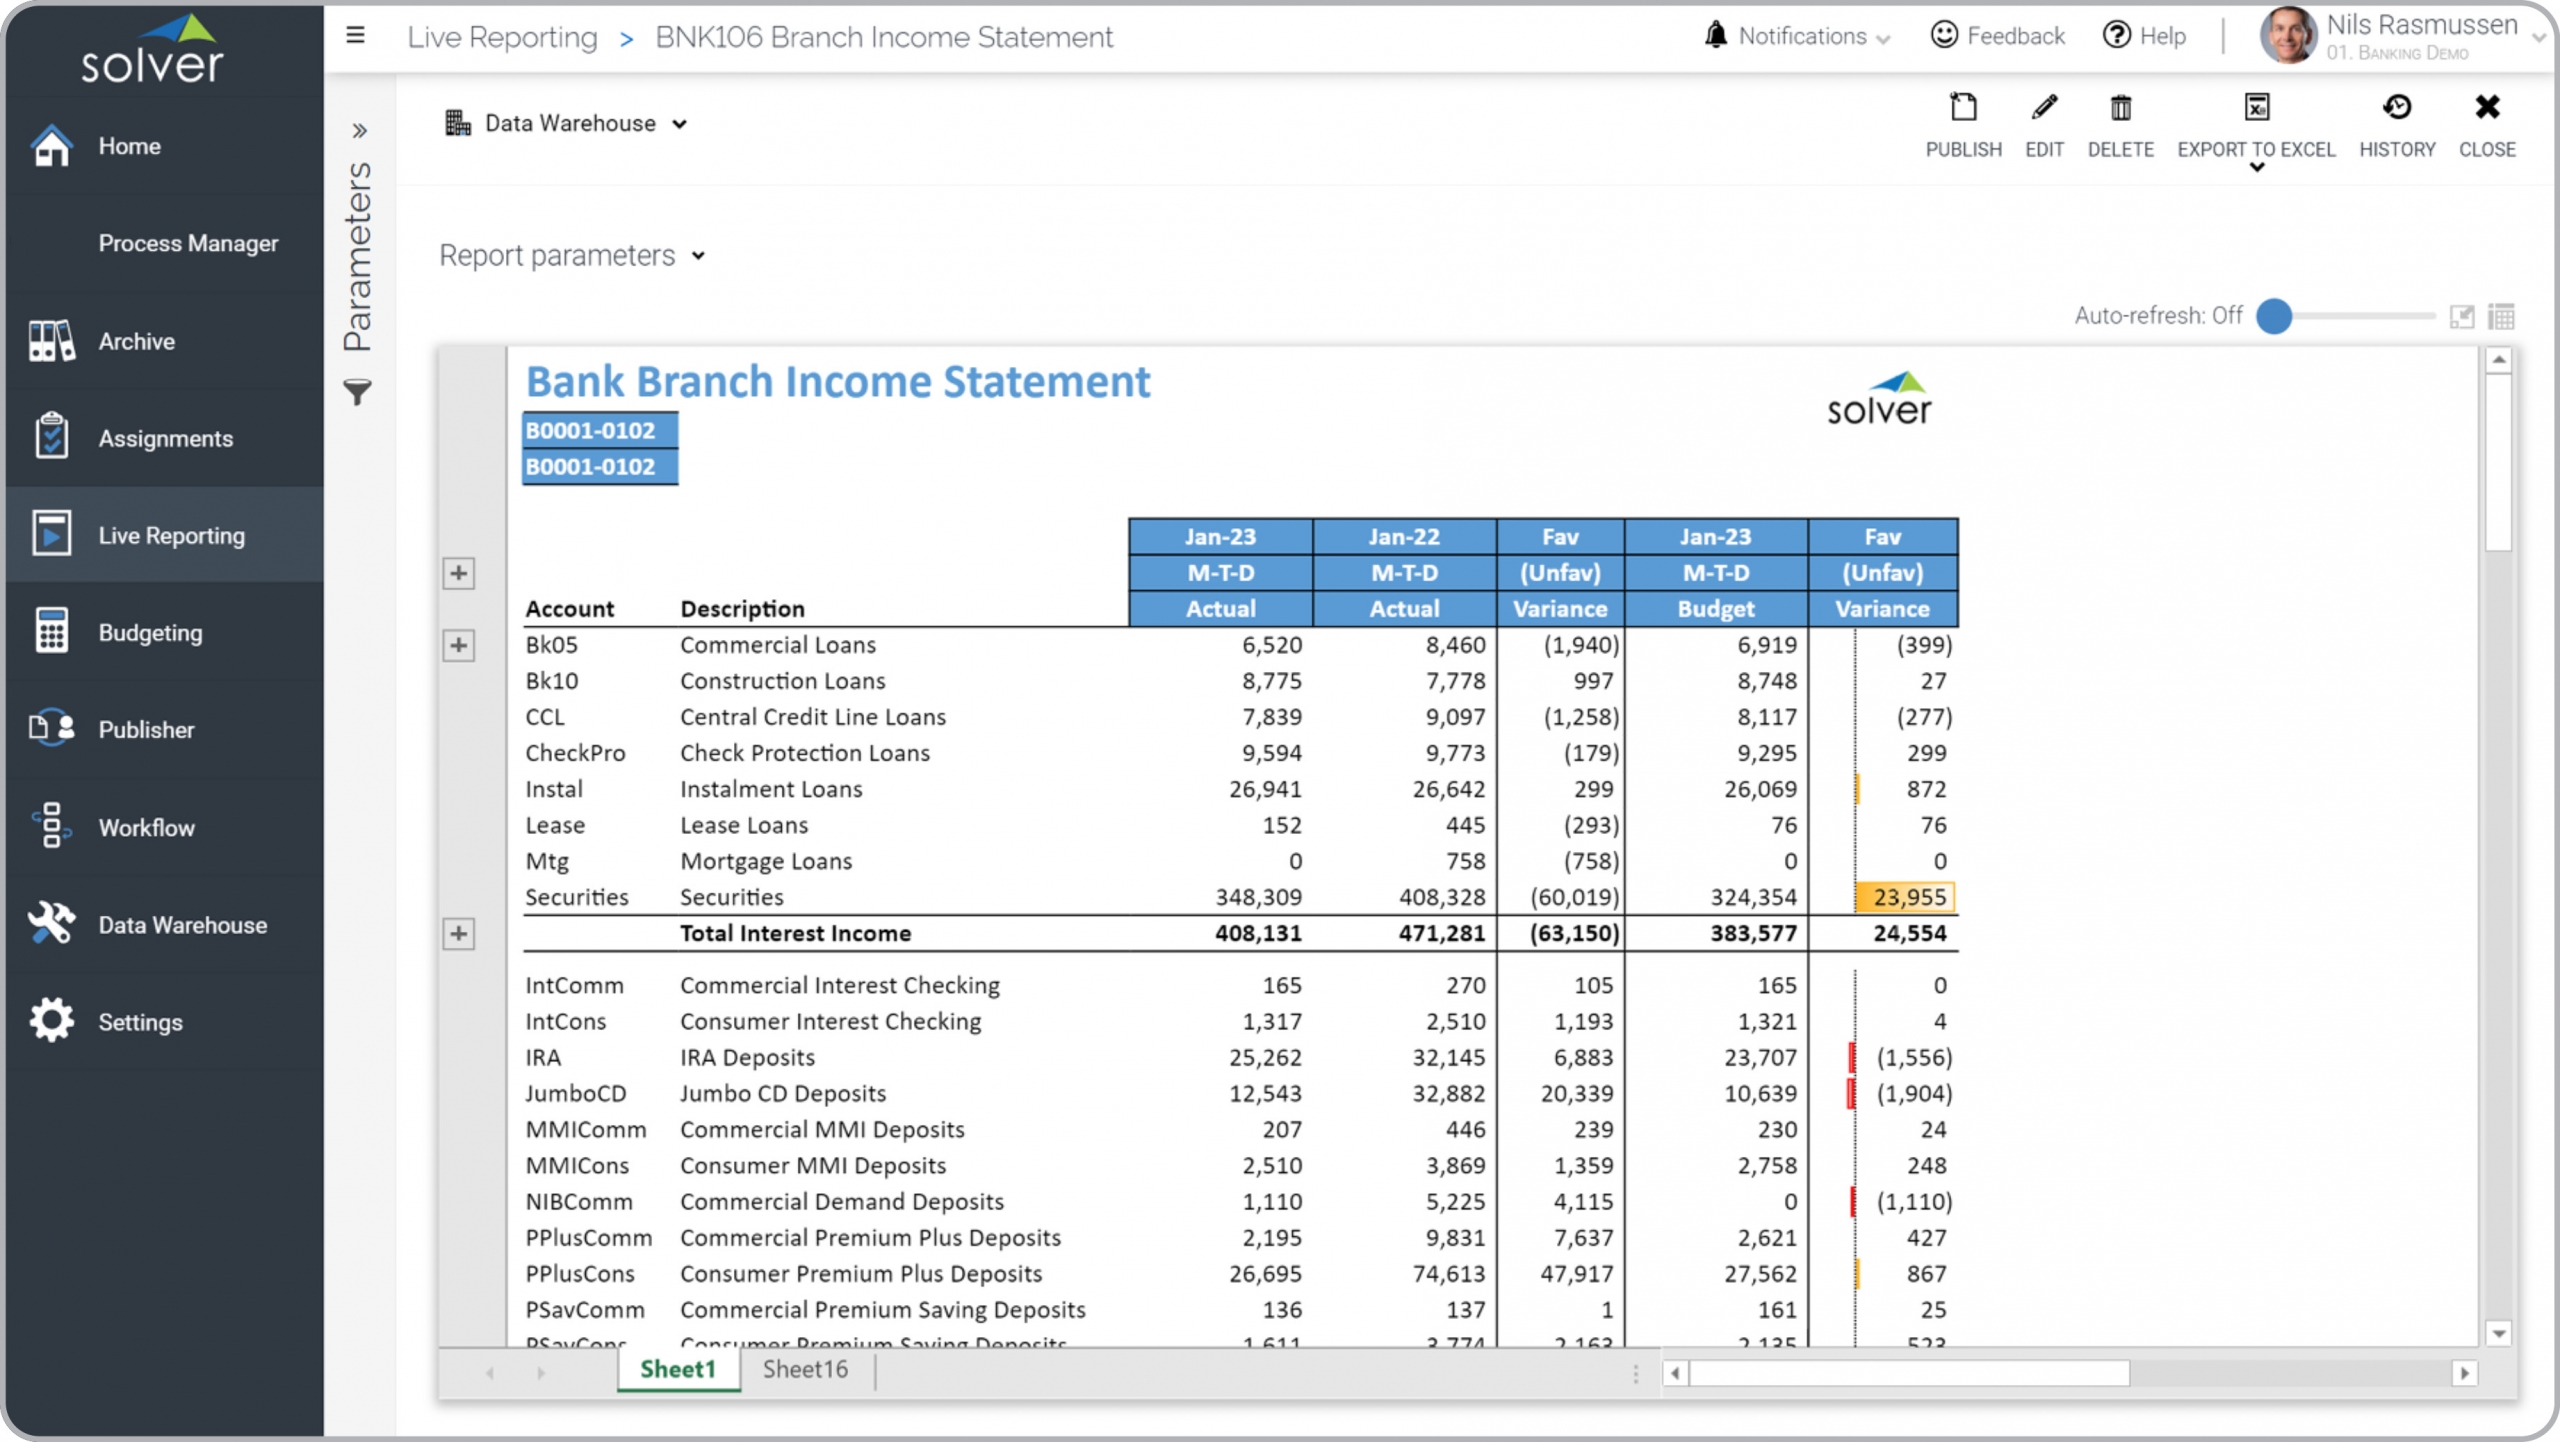 solver
Live Reporting > BNK106 Branch Income Statement
Notifications
Feedback
Help
Nils Rasmussen
01. Banking Demo
Home
Process Manager
Archive
Assignments
Live Reporting
Budgeting
Publisher
Workflow
Data Warehouse
Settings
Parameters
Data Warehouse
PUBLISH EDIT DELETE EXPORT TO EXCEL HISTORY CLOSE
Report parameters
Auto-refresh: Off
Bank Branch Income Statement
solver
B0001-0102
B0001-0102
Jan-23 Jan-22 Fav Jan-23 Fav
M-T-D M-T-D (Unfav) M-T-D (Unfav)
Account Description Actual Actual Variance Budget Variance
Bk05 Commercial Loans 6,520 8,460 (1,940) 6,919 (399)
Bk10 Construction Loans 8,775 7,778 997 8,748 27
CCL Central Credit Line Loans 7,839 9,097 (1,258) 8,117 (277)
CheckPro Check Protection Loans 9,594 9,773 (179) 9,295 299
Instal Instalment Loans 26,941 26,642 299 26,069 872
Lease Lease Loans 152 445 (293) 76 76
Mtg Mortgage Loans 0 758 (758) 0 0
Securities Securities 348,309 408,328 (60,019) 324,354 23,955
Total Interest Income 408,131 471,281 (63,150) 383,577 24,554
IntComm Commercial Interest Checking 165 270 105 165 0
IntCons Consumer Interest Checking 1,317 2,510 1,193 1,321 4
IRA IRA Deposits 25,262 32,145 6,883 23,707 (1,556)
JumboCD Jumbo CD Deposits 12,543 32,882 20,339 10,639 (1,904)
MMIComm Commercial MMI Deposits 207 446 239 230 24
MMICons Consumer MMI Deposits 2,510 3,869 1,359 2,758 248
NIBComm Commercial Demand Deposits 1,110 5,225 4,115 0 (1,110)
PPlusComm Commercial Premium Plus Deposits 2,195 9,831 7,637 2,621 427
PPlusCons Consumer Premium Plus Deposits 26,695 74,613 47,917 27,562 867
PSavComm Commercial Premium Saving Deposits 136 137 1 161 25
PSavCons Consumer Premium Saving Deposits 1,611 3,774 2,163 2,135 523
Sheet1 Sheet16